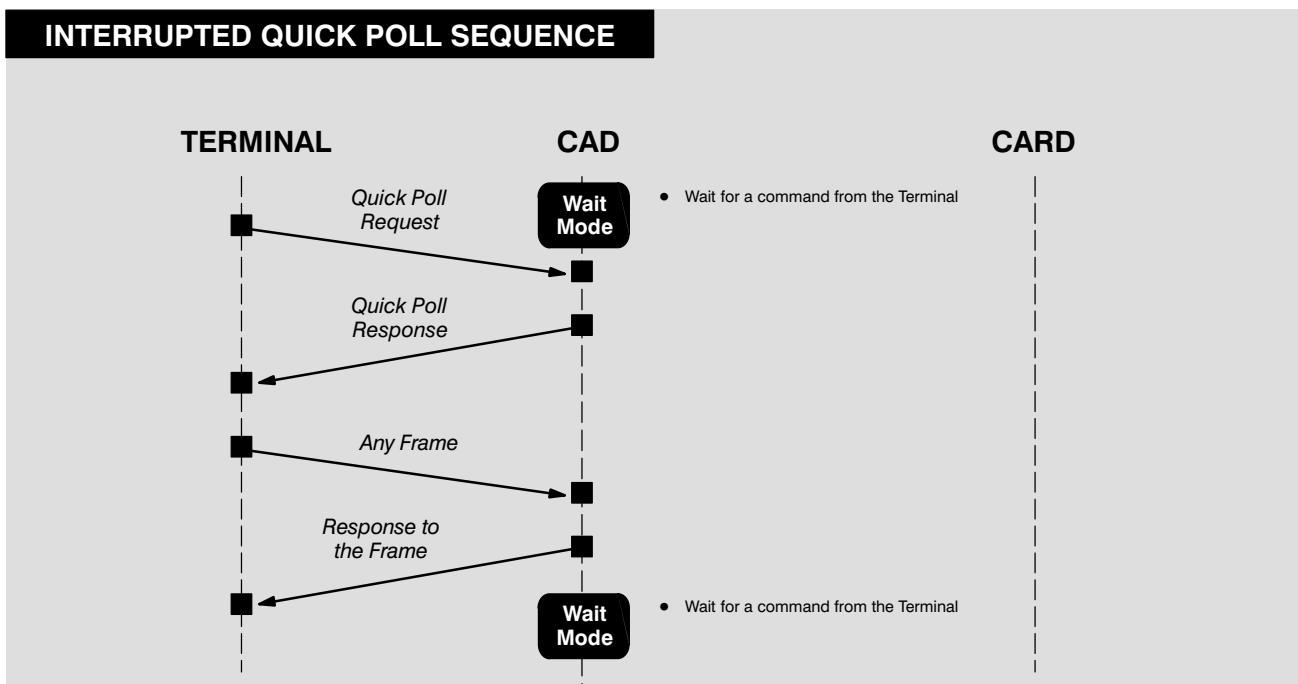 INTERRUPTED QUICK POLL SEQUENCE
TERMINAL CAD CARD
Quick Poll
Request
Wait
Mode
• Wait for a command from the Terminal
Quick Poll
Response
Any Frame
Response to
the Frame
Wait
Mode
• Wait for a command from the Terminal